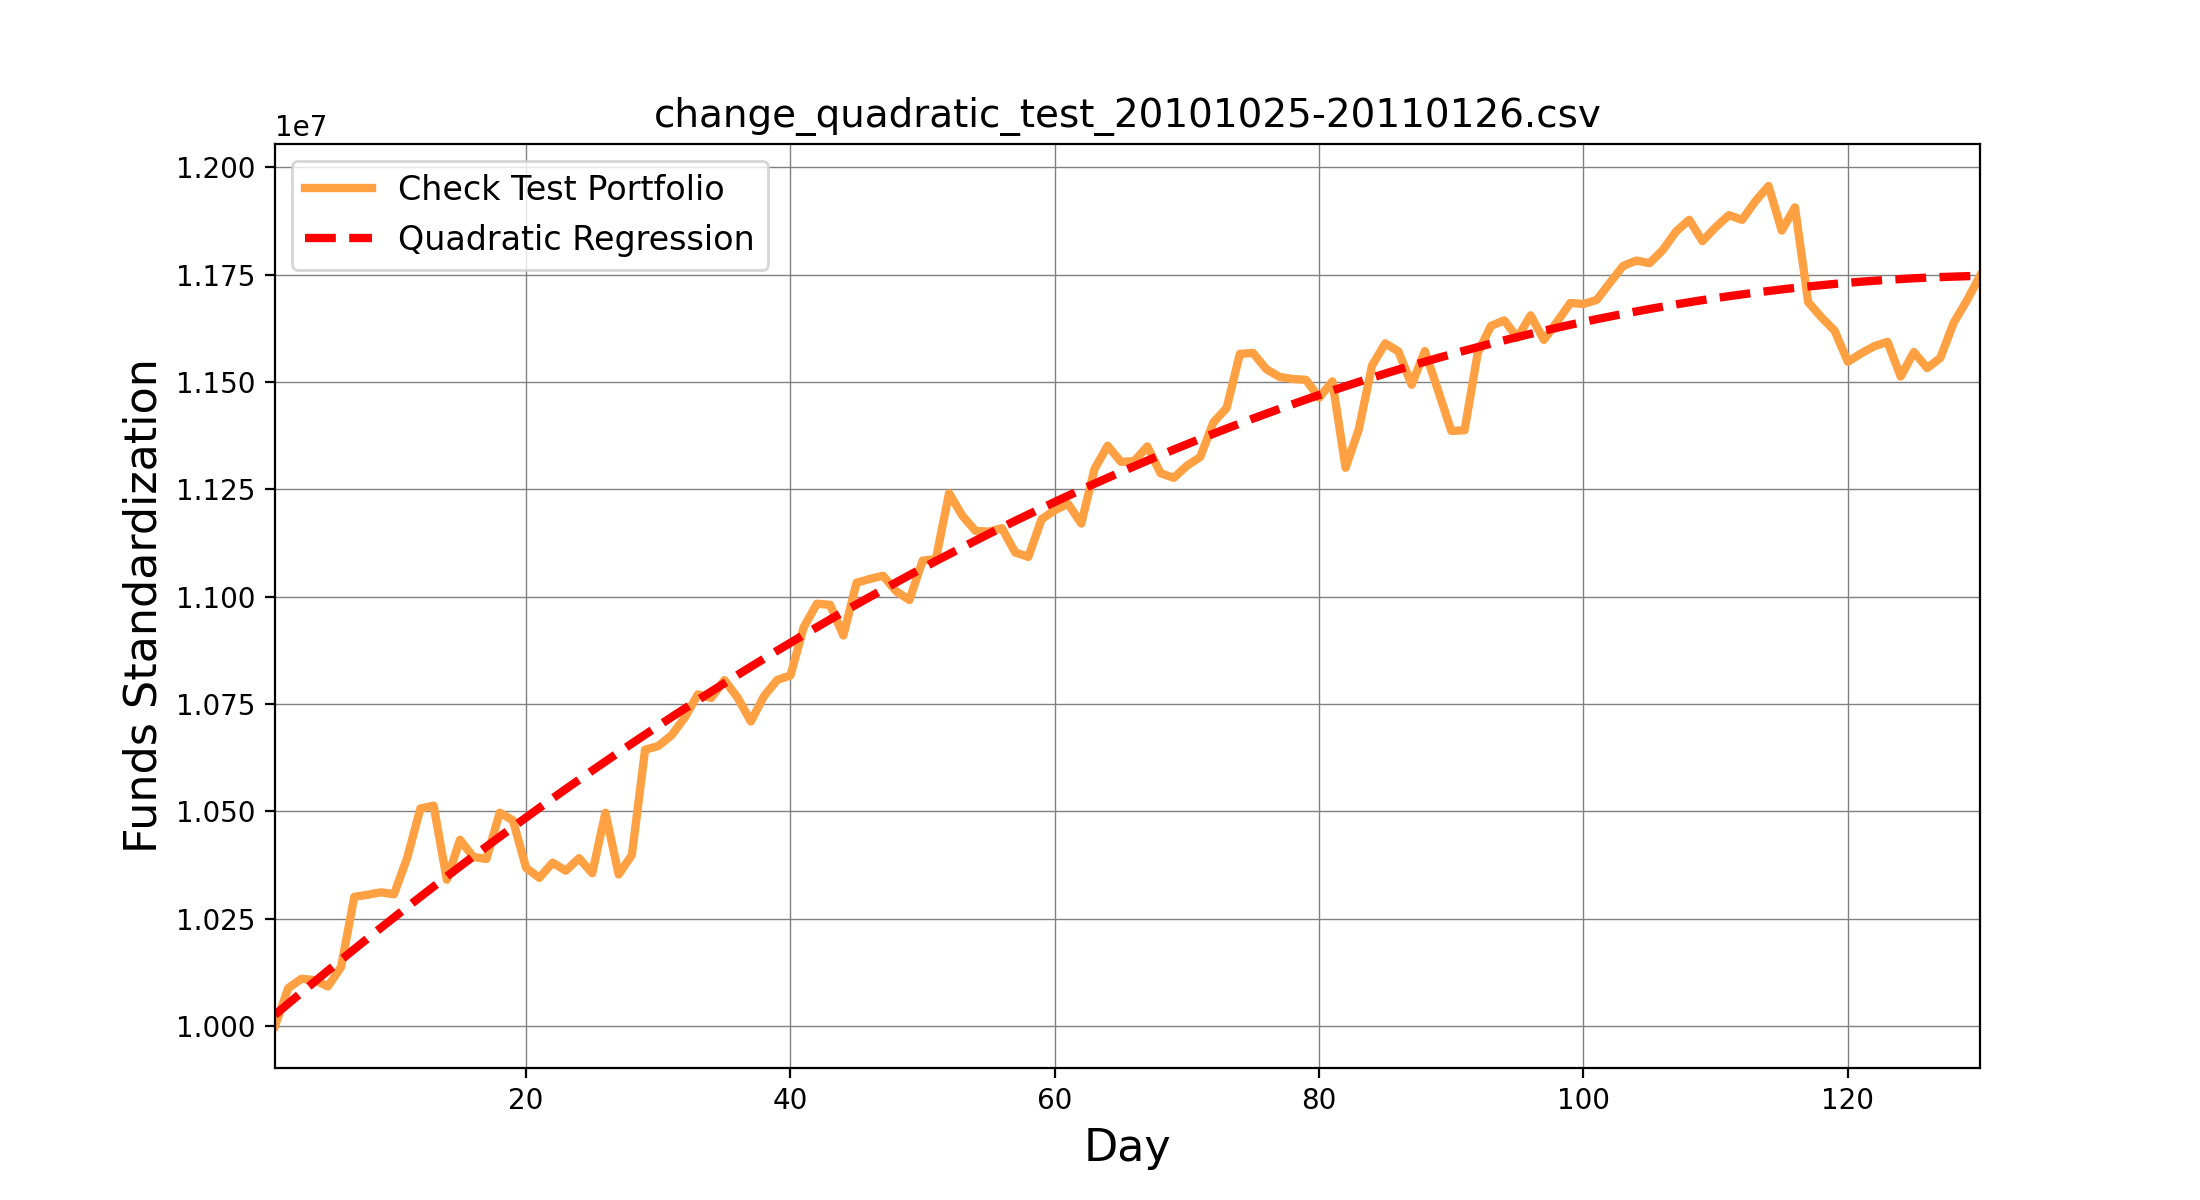 change_quadratic_test_20101025-20110126.csv
1e7
Check Test Portfolio
Quadratic Regression
1.200
1.175
1.150
1.125
1.100
1.075
1.050
1.025
1.000
Funds Standardization
20 40 60 80 100 120
Day